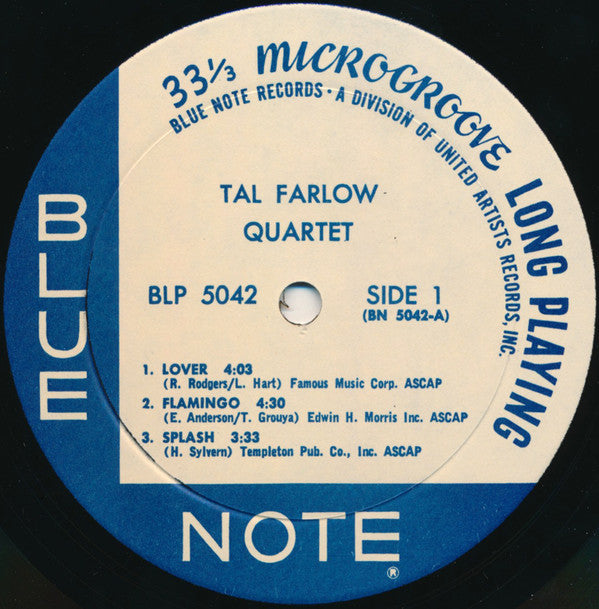 33⅓ MICROGROOVE LONG PLAYING
BLUE NOTE RECORDS · A DIVISION OF UNITED ARTISTS RECORDS, INC.
TAL FARLOW
QUARTET
BLP 5042 SIDE 1
(BN 5042-A)
1. LOVER 4:03
(R. Rodgers/L. Hart) Famous Music Corp. ASCAP
2. FLAMINGO 4:30
(E. Anderson/T. Grouya) Edwin H. Morris Inc. ASCAP
3. SPLASH 3:33
(H. Sylvern) Templeton Pub. Co., Inc. ASCAP
BLUE
NOTE®